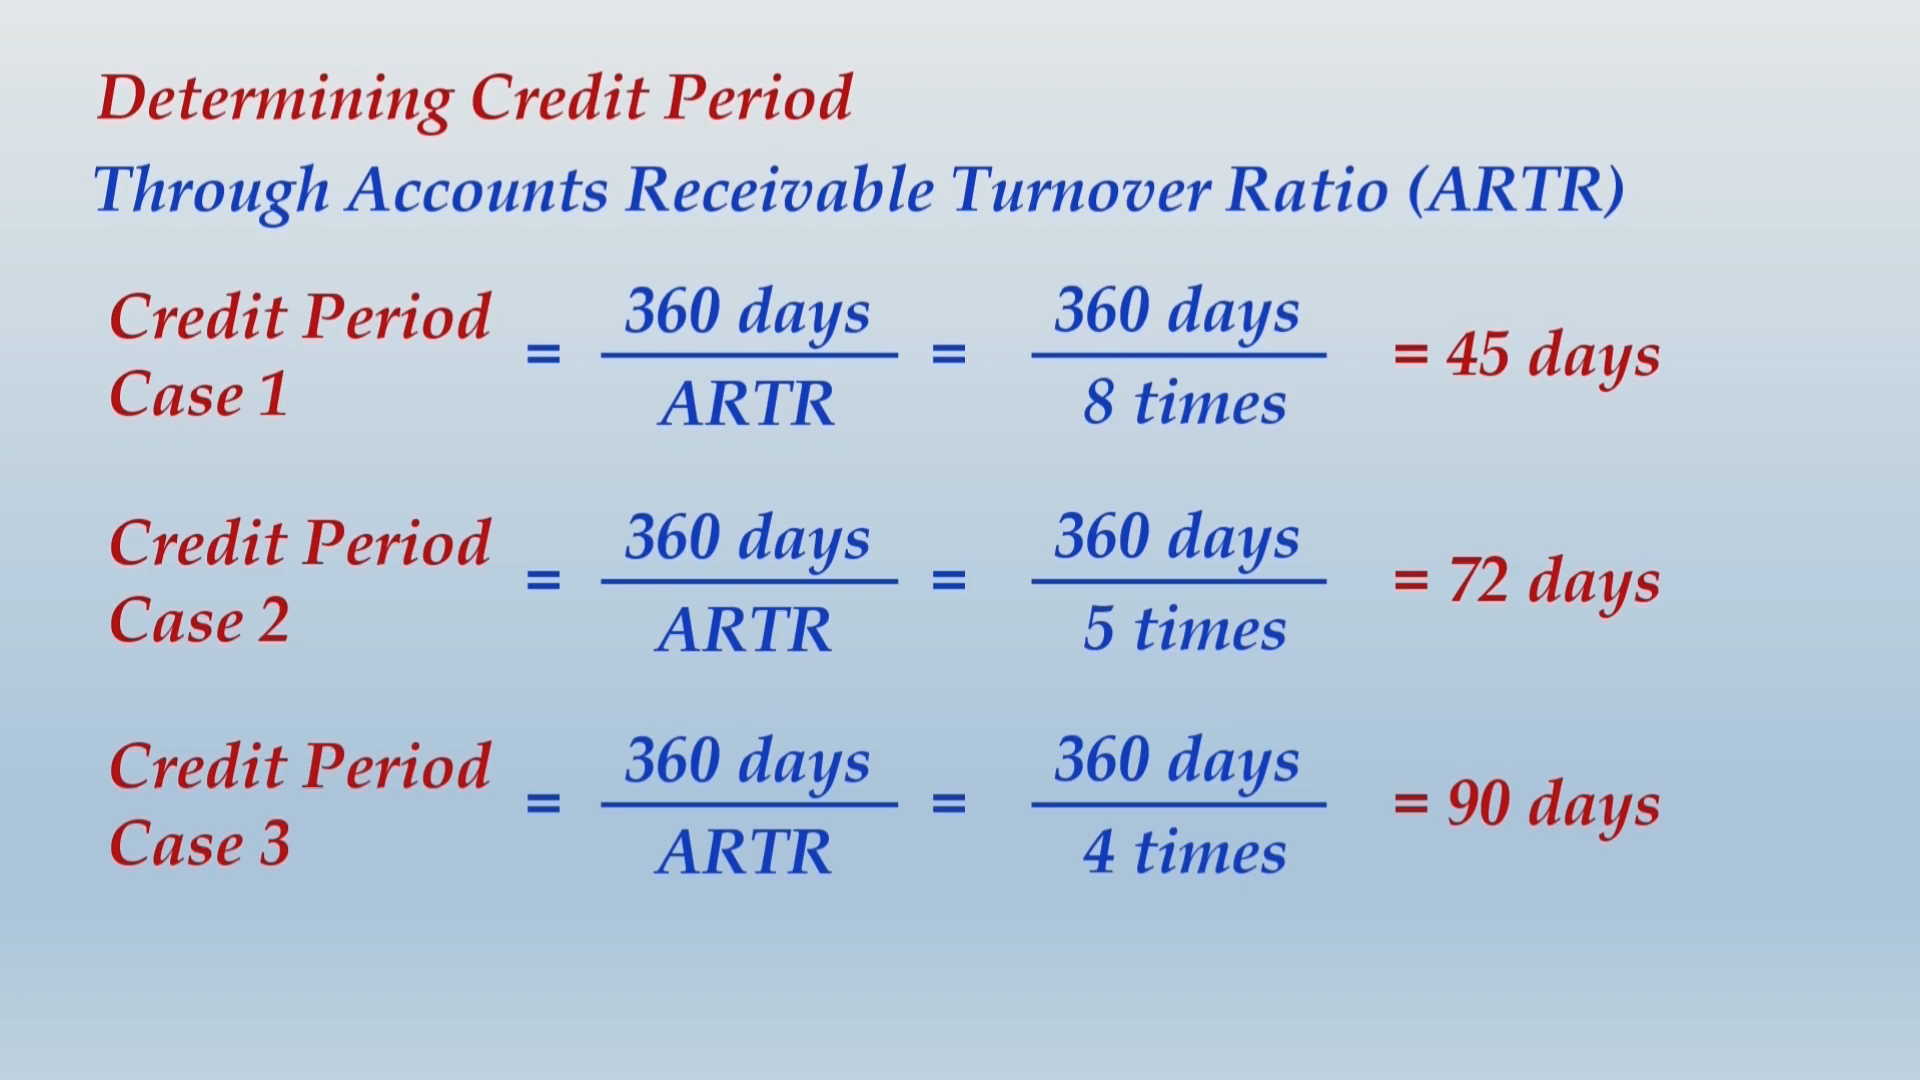 Determining Credit Period
Through Accounts Receivable Turnover Ratio (ARTR)
Credit Period Case 1 = 360 days / ARTR = 360 days / 8 times = 45 days
Credit Period Case 2 = 360 days / ARTR = 360 days / 5 times = 72 days
Credit Period Case 3 = 360 days / ARTR = 360 days / 4 times = 90 days